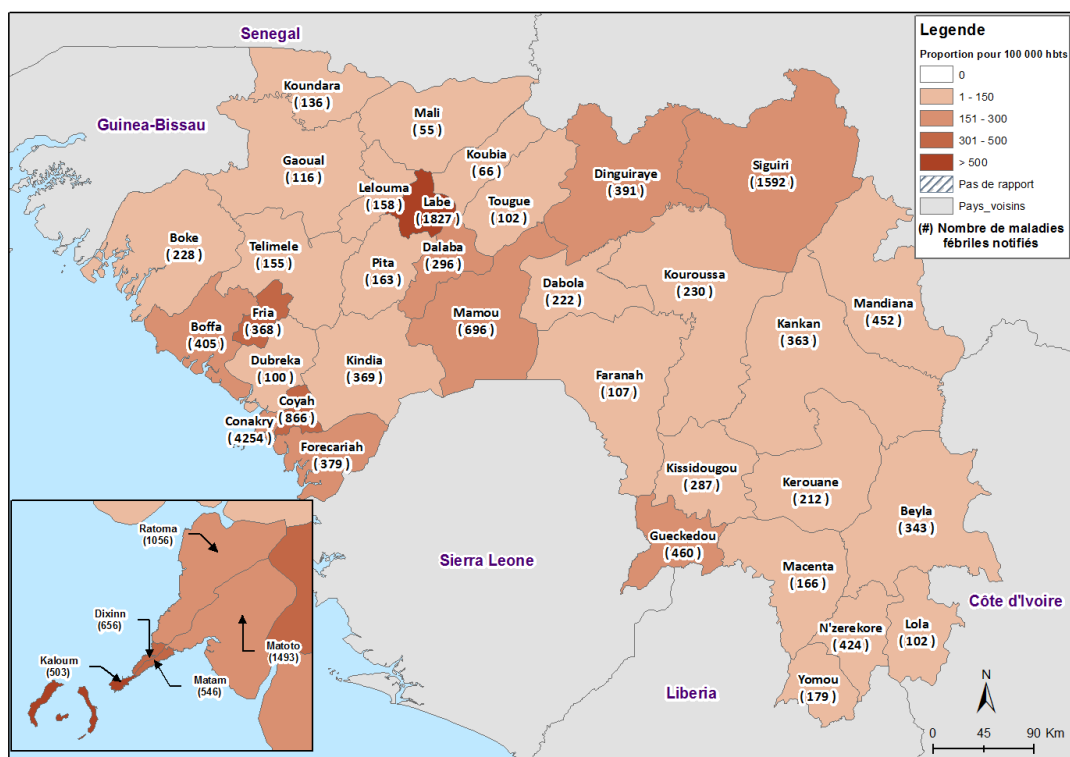 Senegal
Guinea-Bissau
Koundara
( 136 )
Mali
( 55 )
Koubia
( 66 )
Gaoual
( 116 )
Lelouma
( 158 )
Labe
( 1827 )
Tougue
( 102 )
Dinguiraye
( 391 )
Siguiri
( 1592 )
Boke
( 228 )
Telimele
( 155 )
Pita
( 163 )
Dalaba
( 296 )
Dabola
( 222 )
Kouroussa
( 230 )
Mandiana
( 452 )
Fria
( 368 )
Boffa
( 405 )
Mamou
( 696 )
Kankan
( 363 )
Dubreka
( 100 )
Kindia
( 369 )
Faranah
( 107 )
Coyah
( 866 )
Conakry
( 4254 )
Forecariah
( 379 )
Kissidougou
( 287 )
Kerouane
( 212 )
Beyla
( 343 )
Gueckedou
( 460 )
Macenta
( 166 )
N'zerekore
( 424 )
Lola
( 102 )
Yomou
( 179 )
Sierra Leone
Liberia
Côte d'Ivoire
Legende
Proportion pour 100 000 hbts
0
1 - 150
151 - 300
301 - 500
> 500
Pas de rapport
Pays_voisins
(#) Nombre de maladies
fébriles notifiés
Ratoma
(1056)
Dixinn
(656)
Kaloum
(503)
Matam
(546)
Matoto
(1493)
N
0 45 90 Km